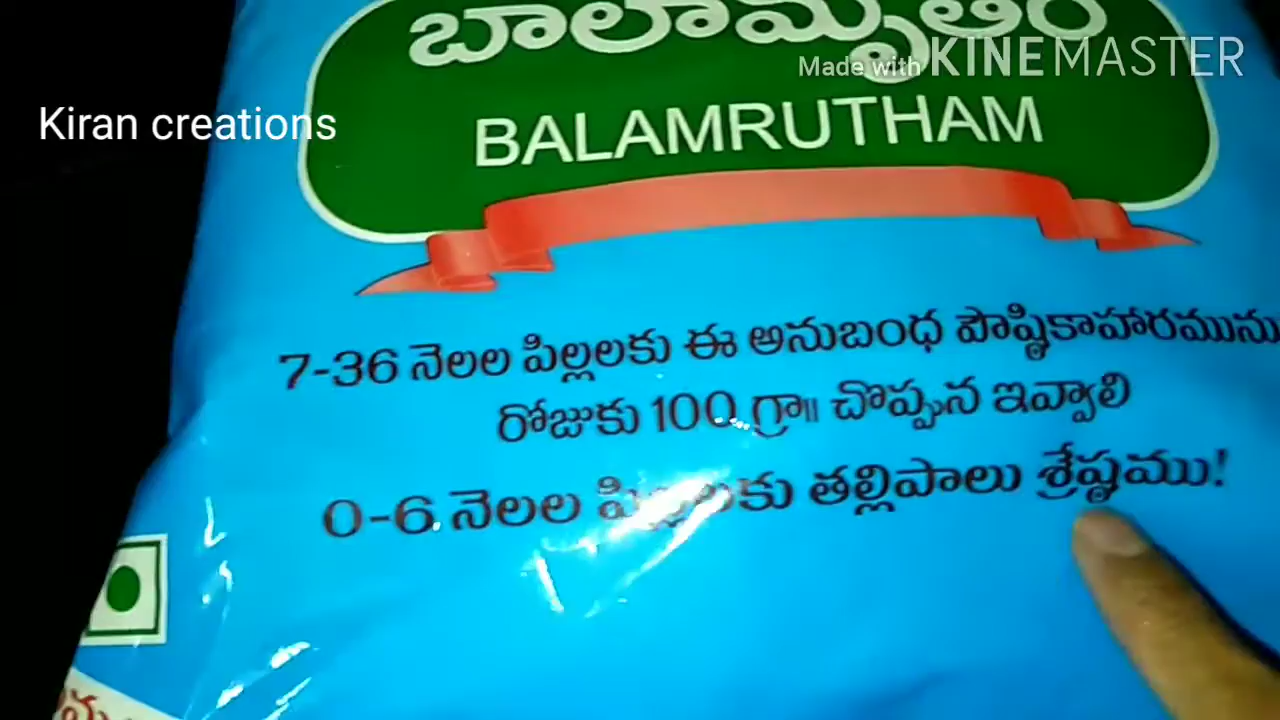 బాలామృతం
Made with KINEMASTER
Kiran creations
BALAMRUTHAM
7-36 నెలల పిల్లలకు ఈ అనుబంధ పౌష్ఠికాహారమును
రోజుకు 100 గ్రా॥ చొప్పున ఇవ్వాలి
0-6 నెలల పిల్లలకు తల్లిపాలు శ్రేష్ఠము!